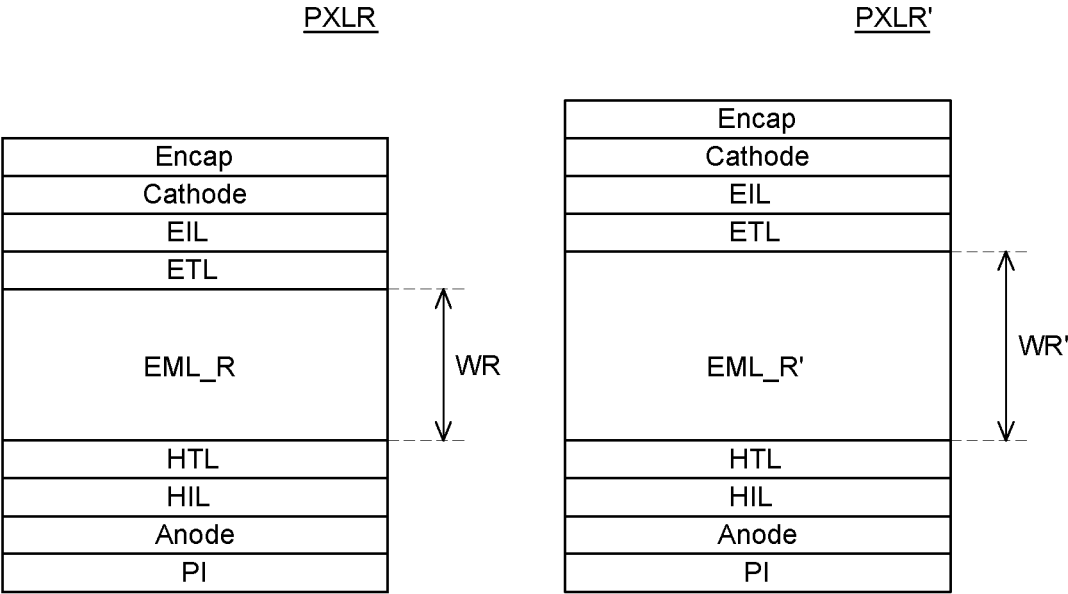 PXLR
Encap
Cathode
EIL
ETL
EML_R
WR
HTL
HIL
Anode
PI
PXLR'
Encap
Cathode
EIL
ETL
EML_R'
WR'
HTL
HIL
Anode
PI